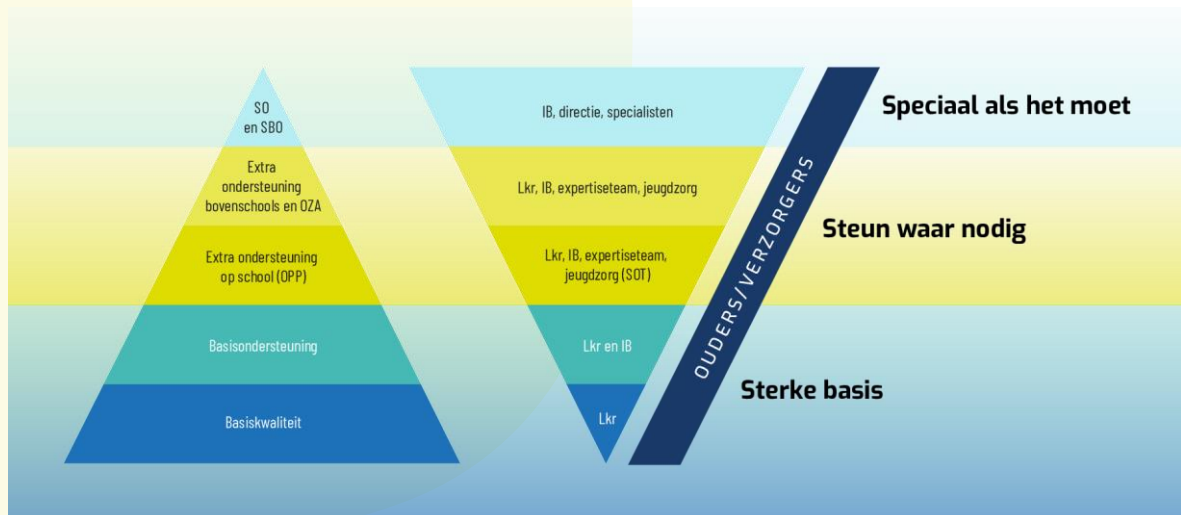 SO
en SBO
Extra
ondersteuning
bovenschools en OZA
Extra ondersteuning
op school (OPP)
Basisondersteuning
Basiskwaliteit
IB, directie, specialisten
Lkr, IB, expertiseteam, jeugdzorg
Lkr, IB, expertiseteam,
jeugdzorg (SOT)
Lkr en IB
Lkr
OUDERS/VERZORGERS
Speciaal als het moet
Steun waar nodig
Sterke basis